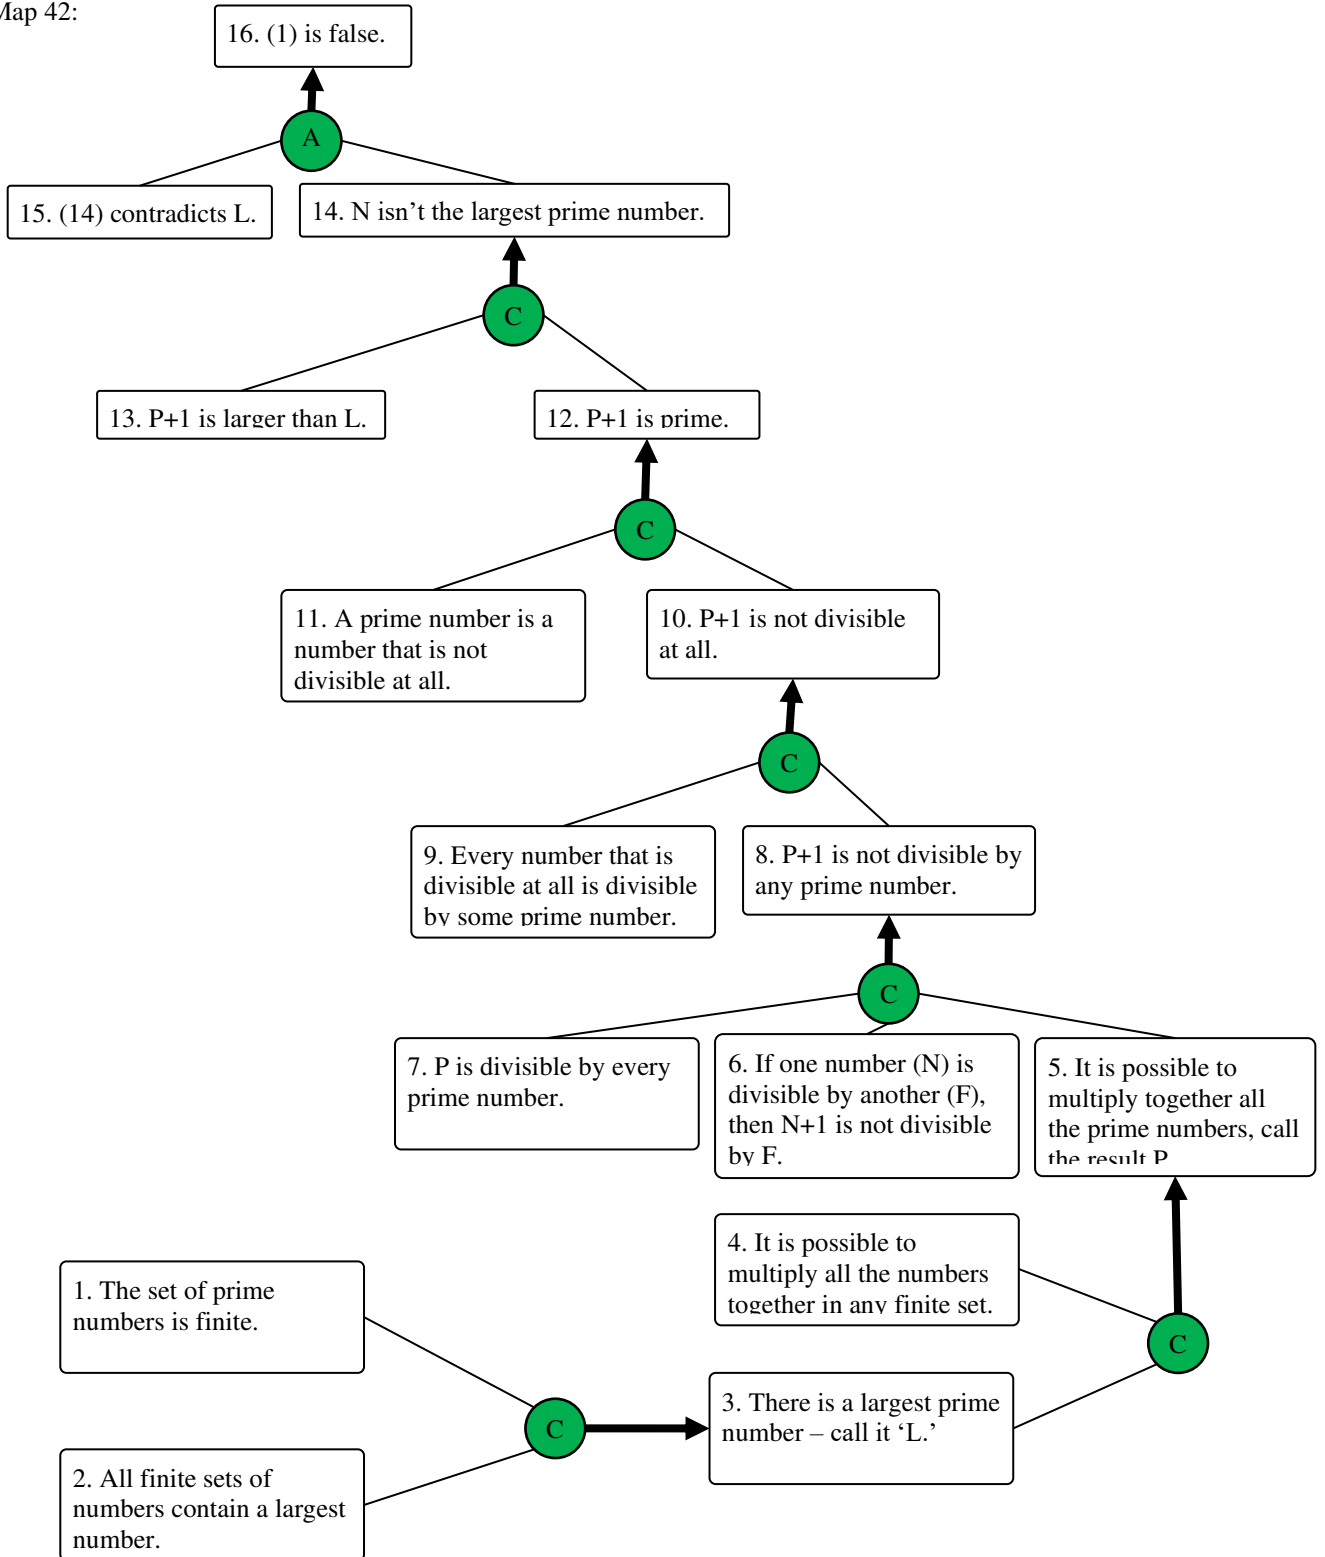 Map 42:
16. (1) is false.
A
15. (14) contradicts L.
14. N isn’t the largest prime number.
C
13. P+1 is larger than L.
12. P+1 is prime.
C
11. A prime number is a
number that is not
divisible at all.
10. P+1 is not divisible
at all.
C
9. Every number that is
divisible at all is divisible
by some prime number.
8. P+1 is not divisible by
any prime number.
C
7. P is divisible by every
prime number.
6. If one number (N) is
divisible by another (F),
then N+1 is not divisible
by F.
5. It is possible to
multiply together all
the prime numbers, call
the result P
4. It is possible to
multiply all the numbers
together in any finite set.
C
1. The set of prime
numbers is finite.
C
3. There is a largest prime
number – call it ‘L.’
2. All finite sets of
numbers contain a largest
number.